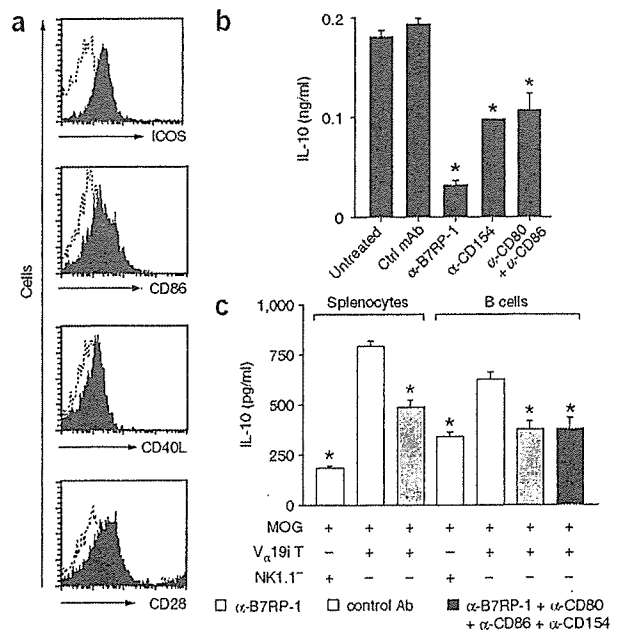 a
Cells
ICOS
CD86
CD40L
CD28
b
IL-10 (ng/ml)
0.2
0.1
0
*
*
*
Untreated
Ctrl mAb
α-B7RP-1
α-CD154
α-CD80
+ α-CD86
c
Splenocytes
B cells
IL-10 (pg/ml)
1,000
750
500
250
0
*
*
*
*
*
MOG + + + + + + +
Vα19i T – + + – + + +
NK1.1– + – – + – – –
α-B7RP-1
control Ab
α-B7RP-1 + α-CD80
+ α-CD86 + α-CD154